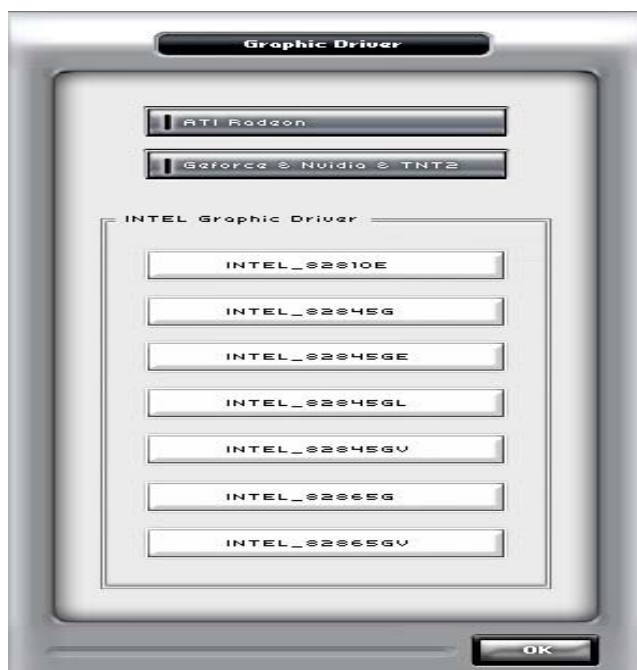 Graphic Driver
ATI Radeon
Geforce & Nvidia & TNT2
INTEL Graphic Driver
INTEL_82810E
INTEL_82845G
INTEL_82845GE
INTEL_82845GL
INTEL_82845GV
INTEL_82865G
INTEL_82865GV
OK